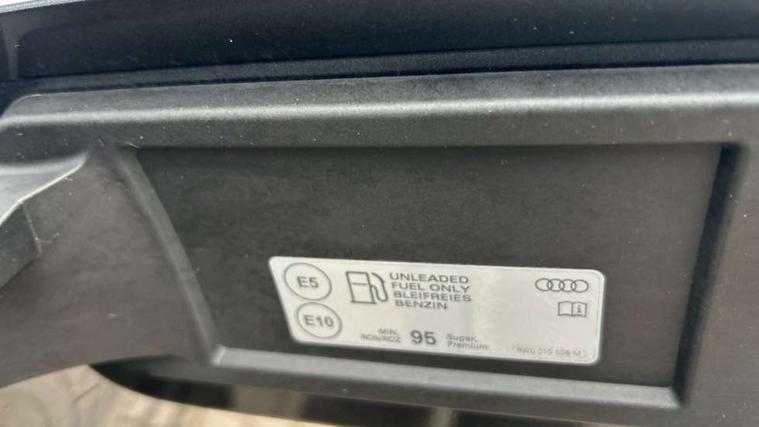 E5
E10
UNLEADED
FUEL ONLY
BLEIFREIES
BENZIN
MIN.
RON/ROZ
95
Super,
Premium